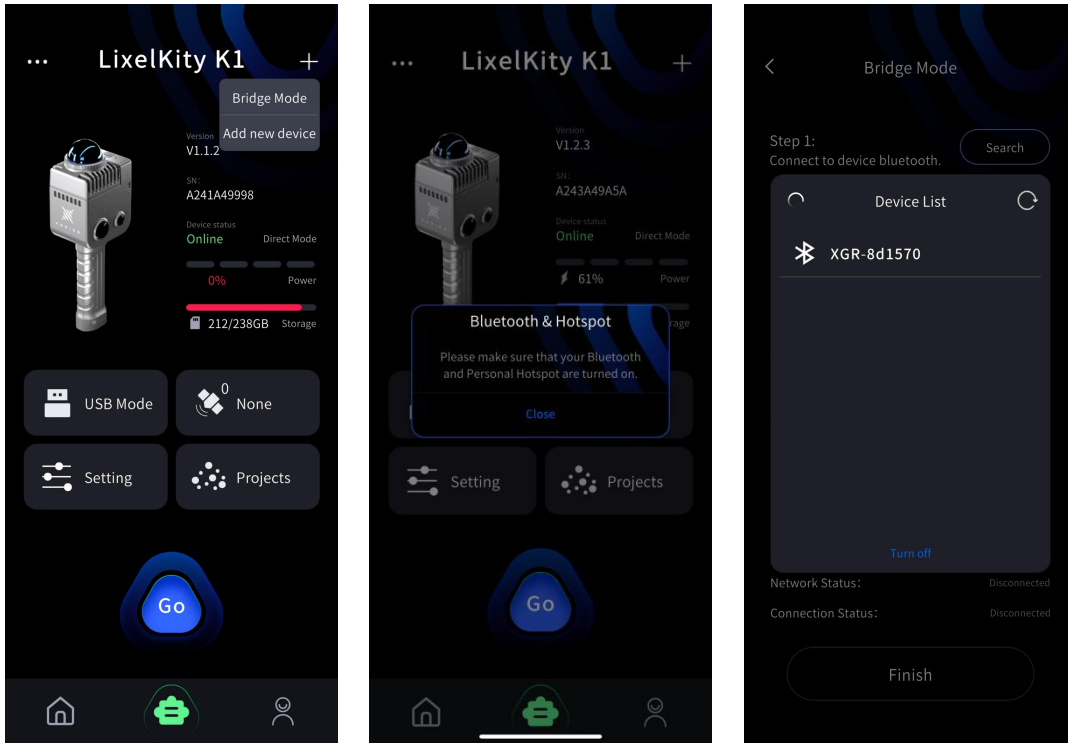 LixelKity K1
Bridge Mode
Add new device
Version
V1.1.2
SN:
A241A49998
Device status
Online
Direct Mode
0%
Power
212/238GB
Storage
USB Mode
0
None
Setting
Projects
Go
LixelKity K1
Version
V1.2.3
SN:
A243A49A5A
Device status
Online
Direct Mode
61%
Power
rage
Bluetooth & Hotspot
Please make sure that your Bluetooth
and Personal Hotspot are turned on.
Close
Setting
Projects
Go
Bridge Mode
Step 1:
Connect to device bluetooth.
Search
Device List
XGR-8d1570
Turn off
Network Status:
Disconnected
Connection Status:
Disconnected
Finish